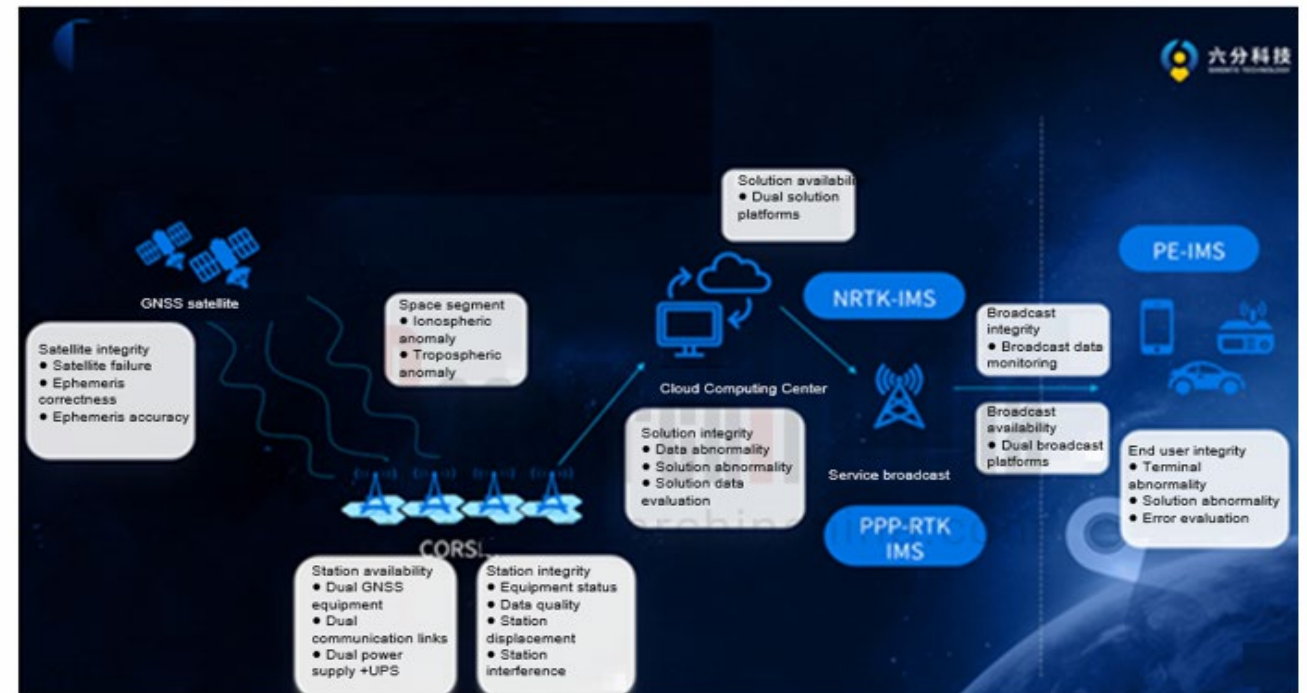 六分科技
Solution availabili
● Dual solution
platforms
PE-IMS
GNSS satellite
NRTK-IMS
Space segment
● Ionospheric
anomaly
● Tropospheric
anomaly
Broadcast
integrity
● Broadcast data
monitoring
Satellite integrity
● Satellite failure
● Ephemeris
correctness
● Ephemeris accuracy
Cloud Computing Center
Broadcast
availability
● Dual broadcast
platforms
Solution integrity
● Data abnormality
● Solution abnormality
● Solution data
evaluation
Service broadcast
End user integrity
● Terminal
abnormality
● Solution abnormality
● Error evaluation
PPP-RTK
IMS
CORS
Station availability
● Dual GNSS
equipment
● Dual
communication links
● Dual power
supply +UPS
Station integrity
● Equipment status
● Data quality
● Station
displacement
● Station
interference